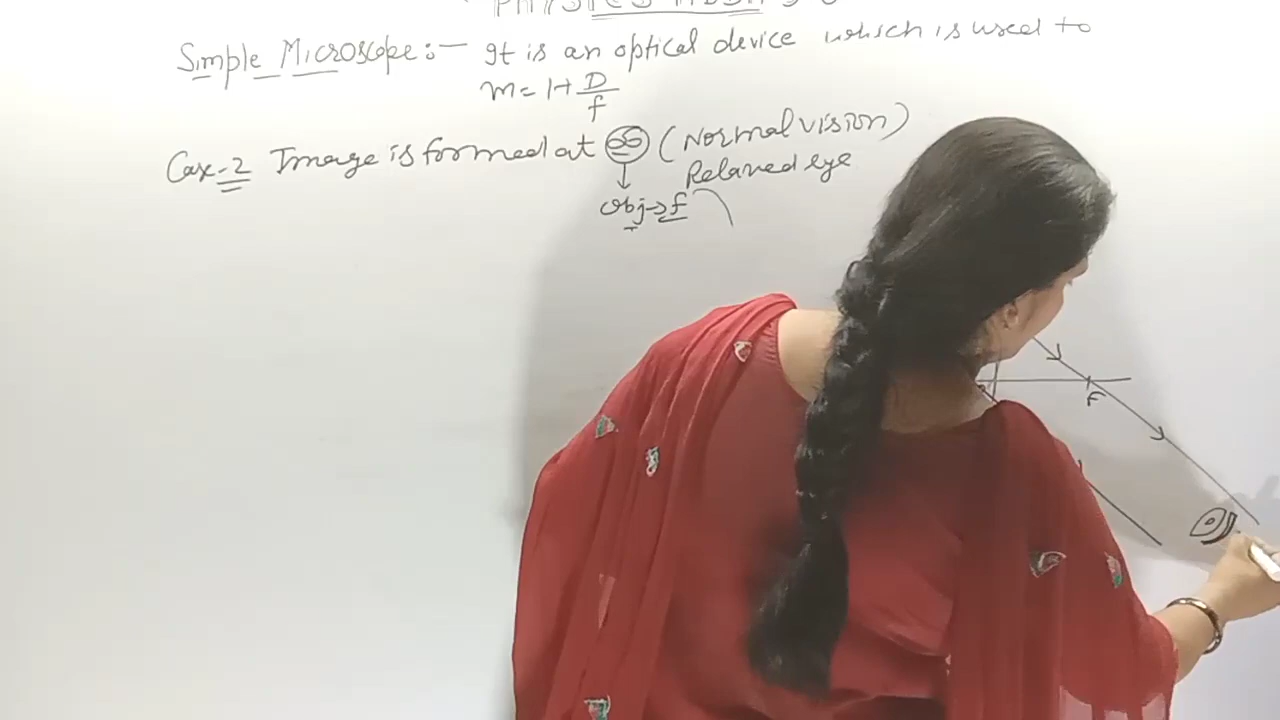 PHYSICS
Simple Microscope:- It is an optical device which is used to
m = 1+ D/f
Case-2 Image is formed at ∞ (Normal vision)
Relaxed eye
obj→f
F